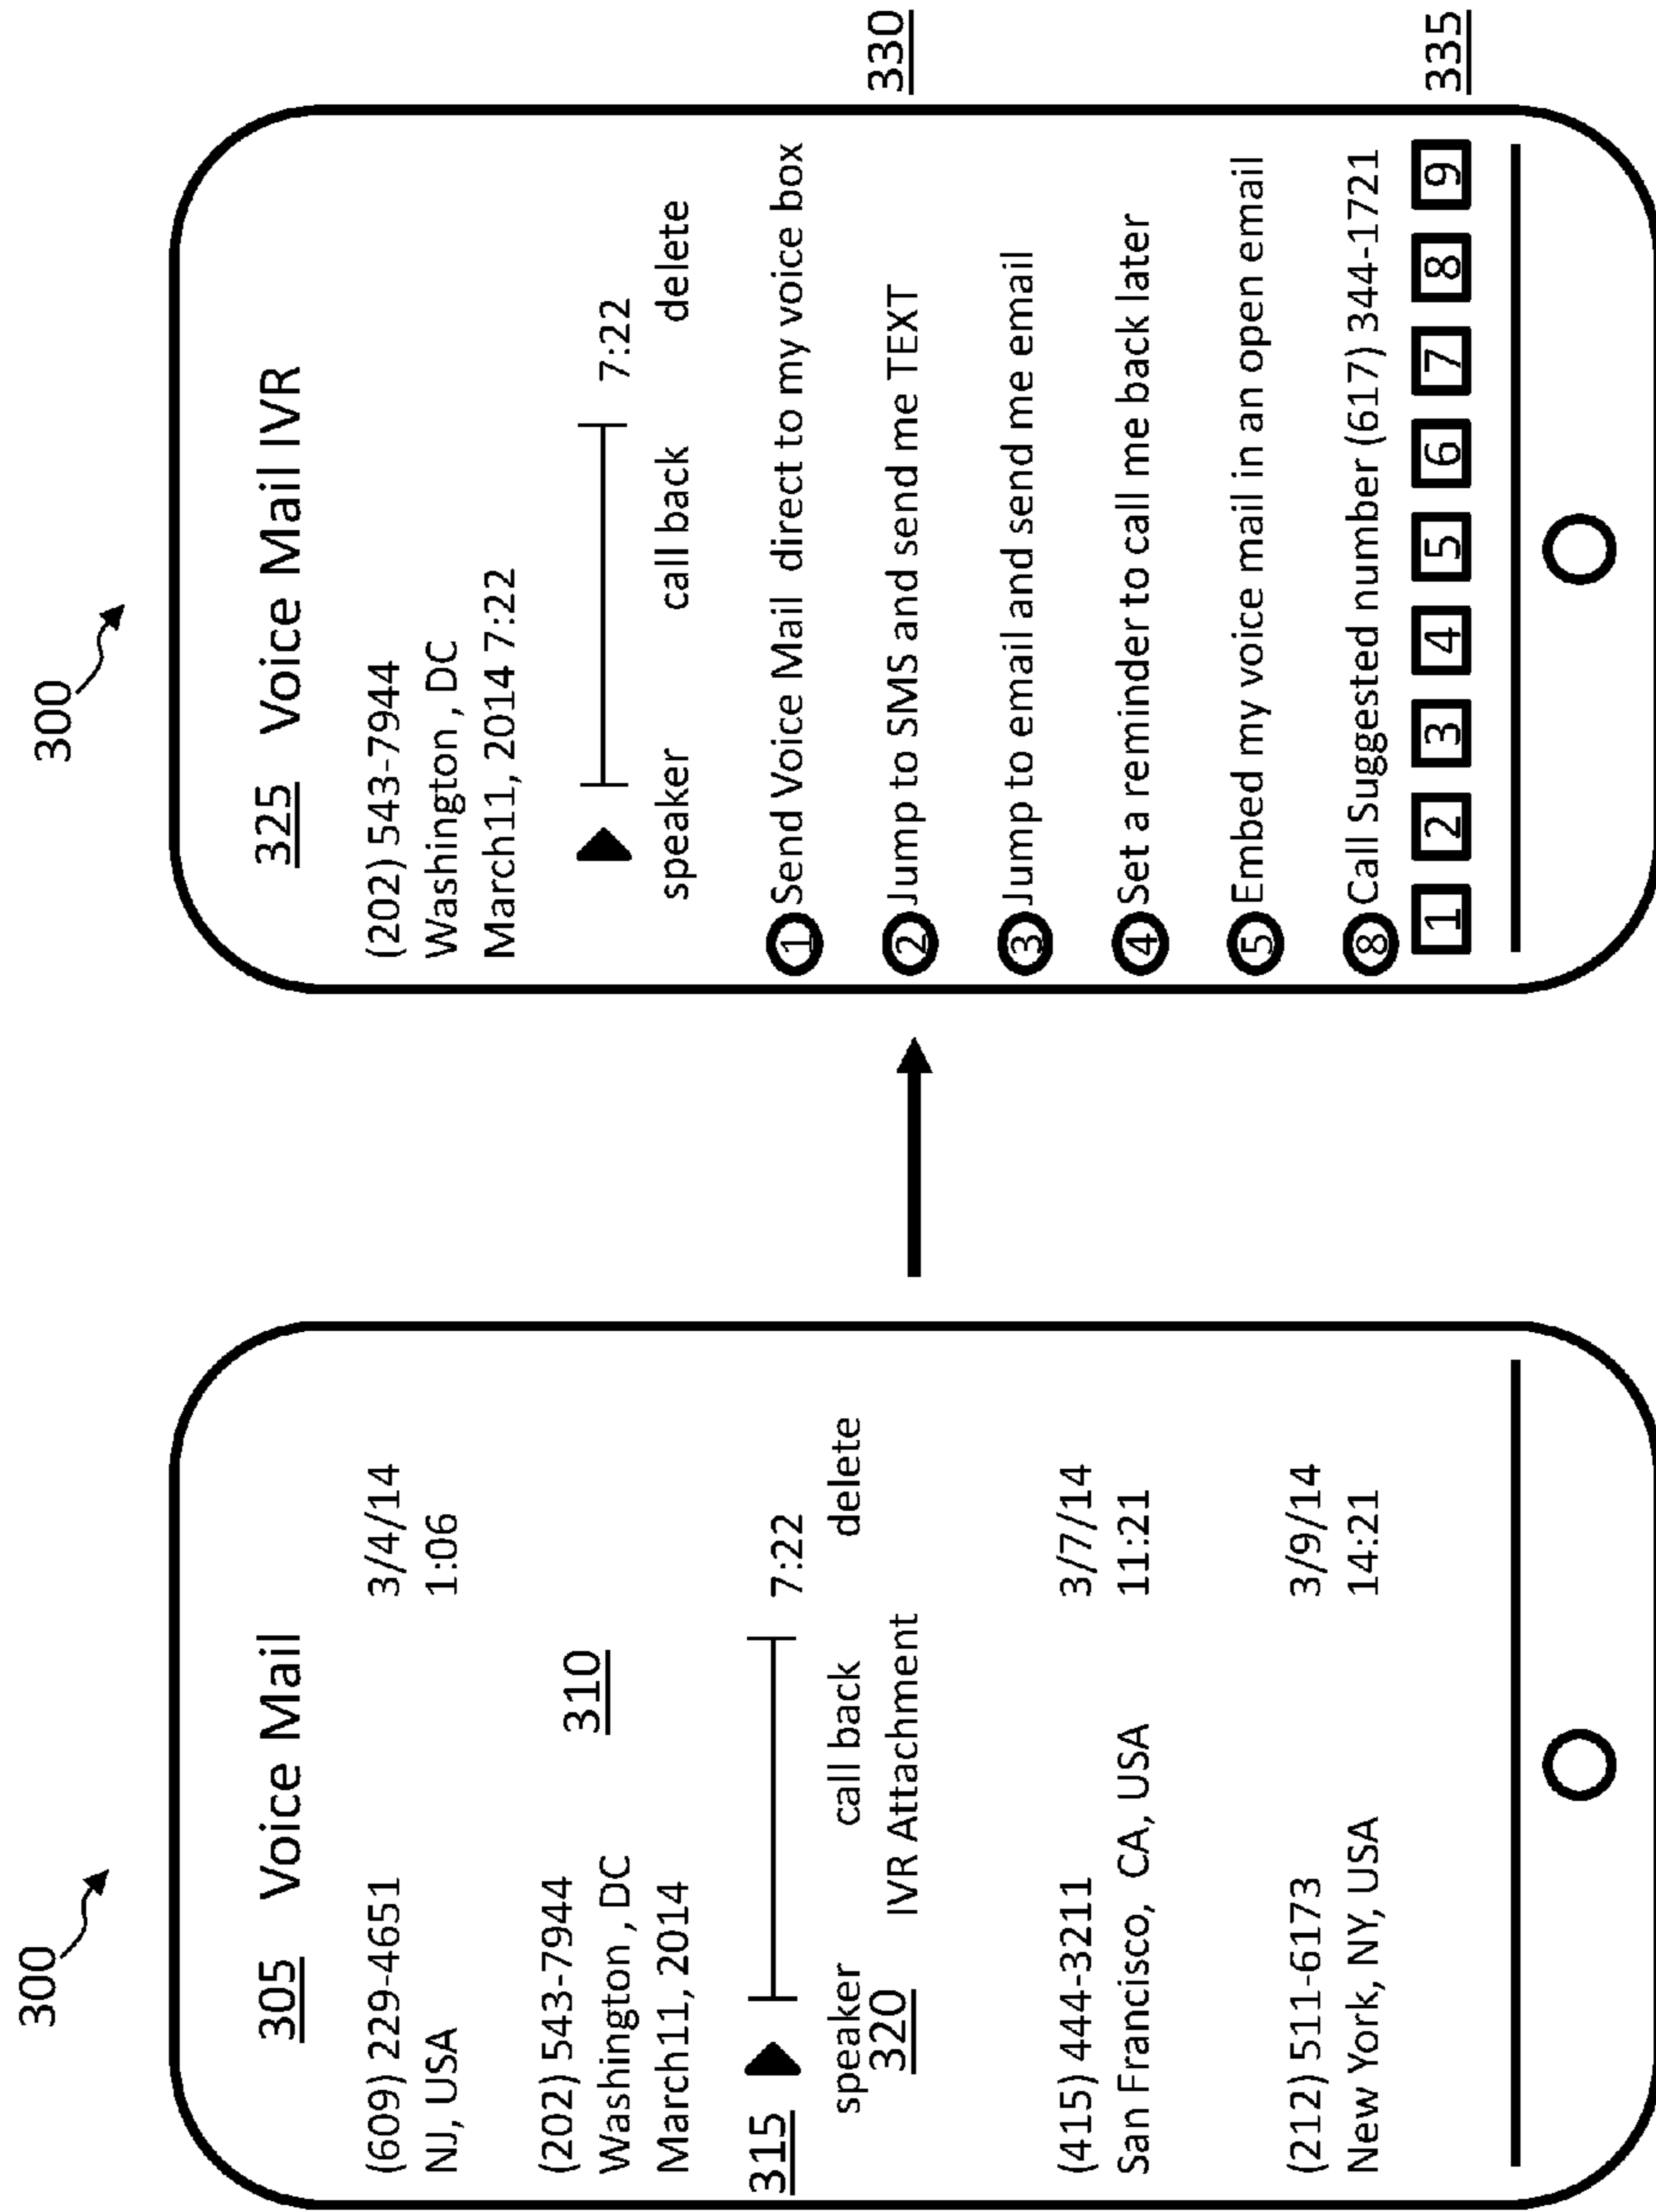 300
305 Voice Mail
(609) 229-4651 3/4/14
NJ, USA 1:06
(202) 543-7944
310
Washington , DC
March11, 2014
315 7:22
speaker call back delete
320 IVR Attachment
(415) 444-3211 3/7/14
San Francisco, CA, USA 11:21
(212) 511-6173 3/9/14
New York, NY, USA 14:21
300
325 Voice Mail IVR
(202) 543-7944
Washington , DC
March11, 2014 7:22
7:22
speaker call back delete
1 Send Voice Mail direct to my voice box
2 Jump to SMS and send me TEXT
330
3 Jump to email and send me email
4 Set a reminder to call me back later
5 Embed my voice mail in an open email
8 Call Suggested number (617) 344-1721
1 2 3 4 5 6 7 8 9
335